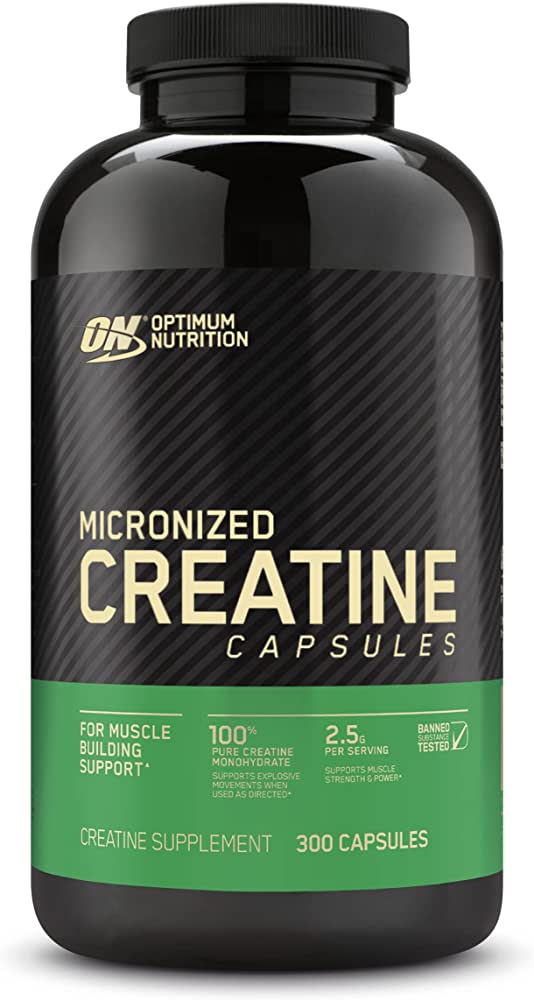 ON® OPTIMUM
NUTRITION
MICRONIZED
CREATINE
CAPSULES
FOR MUSCLE
BUILDING
SUPPORT▲
100%
PURE CREATINE
MONOHYDRATE
SUPPORTS EXPLOSIVE
MOVEMENTS WHEN
USED AS DIRECTED▲
2.5G
PER SERVING
SUPPORTS MUSCLE
STRENGTH & POWER▲
BANNED
SUBSTANCE
TESTED
CREATINE SUPPLEMENT 300 CAPSULES